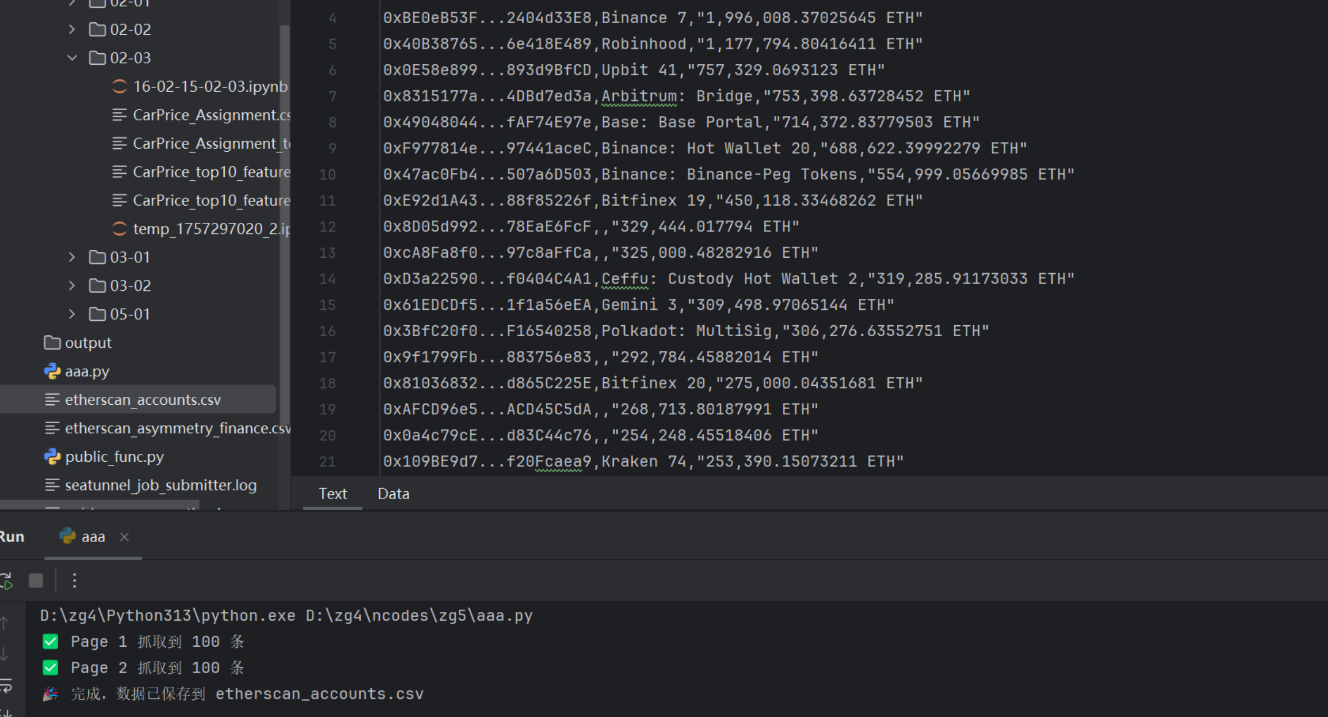 02-01
02-02
02-03
16-02-15-02-03.ipynb
CarPrice_Assignment.cs
CarPrice_Assignment_t
CarPrice_top10_feature
CarPrice_top10_feature
temp_1757297020_2.ip
03-01
03-02
05-01
output
aaa.py
etherscan_accounts.csv
etherscan_asymmetry_finance.csv
public_func.py
seatunnel_job_submitter.log
4 0xBE0eB53F...2404d33E8,Binance 7,"1,996,008.37025645 ETH"
5 0x40B38765...6e418E489,Robinhood,"1,177,794.80416411 ETH"
6 0x0E58e899...893d9BfCD,Upbit 41,"757,329.0693123 ETH"
7 0x8315177a...4DBd7ed3a,Arbitrum: Bridge,"753,398.63728452 ETH"
8 0x49048044...fAF74E97e,Base: Base Portal,"714,372.83779503 ETH"
9 0xF977814e...97441aceC,Binance: Hot Wallet 20,"688,622.39992279 ETH"
10 0x47ac0Fb4...507a6D503,Binance: Binance-Peg Tokens,"554,999.05669985 ETH"
11 0xE92d1A43...88f85226f,Bitfinex 19,"450,118.33468262 ETH"
12 0x8D05d992...78EaE6FcF,,"329,444.017794 ETH"
13 0xcA8Fa8f0...97c8aFfCa,,"325,000.48282916 ETH"
14 0xD3a22590...f0404C4A1,Ceffu: Custody Hot Wallet 2,"319,285.91173033 ETH"
15 0x61EDCDf5...1f1a56eEA,Gemini 3,"309,498.97065144 ETH"
16 0x3BfC20f0...F16540258,Polkadot: MultiSig,"306,276.63552751 ETH"
17 0x9f1799Fb...883756e83,,"292,784.45882014 ETH"
18 0x81036832...d865C225E,Bitfinex 20,"275,000.04351681 ETH"
19 0xAFCD96e5...ACD45C5dA,,"268,713.80187991 ETH"
20 0x0a4c79cE...d83C44c76,,"254,248.45518406 ETH"
21 0x109BE9d7...f20Fcaea9,Kraken 74,"253,390.15073211 ETH"
Text Data
Run aaa
D:\zg4\Python313\python.exe D:\zg4\ncodes\zg5\aaa.py
✅ Page 1 抓取到 100 条
✅ Page 2 抓取到 100 条
🎉 完成，数据已保存到 etherscan_accounts.csv